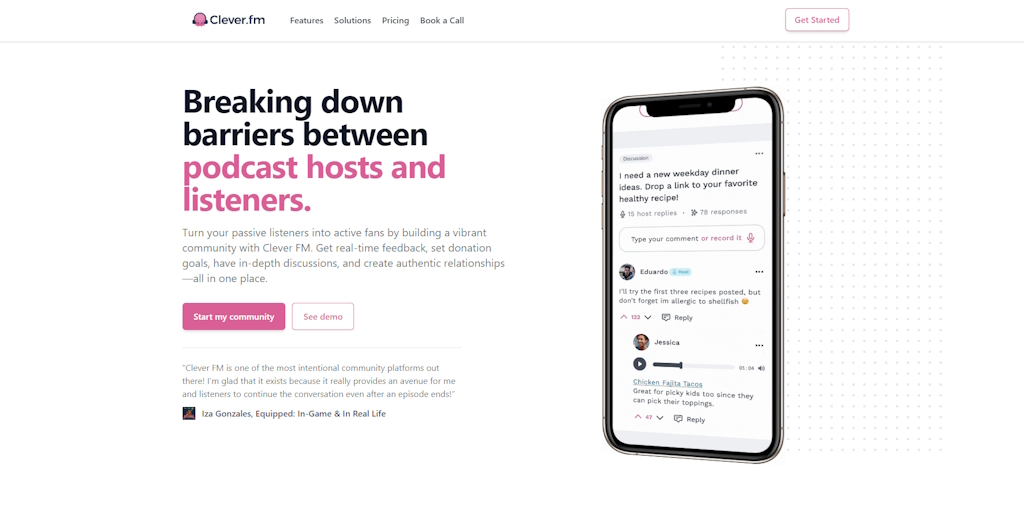 Clever.fm
Features
Solutions
Pricing
Book a Call
Get Started
Breaking down
barriers between
podcast hosts and
listeners.
Turn your passive listeners into active fans by building a vibrant
community with Clever FM. Get real-time feedback, set donation
goals, have in-depth discussions, and create authentic relationships
—all in one place.
Start my community
See demo
"Clever FM is one of the most intentional community platforms out
there! I'm glad that it exists because it really provides an avenue for me
and listeners to continue the conversation even after an episode ends!"
Iza Gonzales, Equipped: In-Game & In Real Life
Discussion
I need a new weekday dinner
ideas. Drop a link to your favorite
healthy recipe!
15 host replies · 78 responses
Type your comment or record it
Eduardo Host
I'll try the first three recipes posted, but
don't forget im allergic to shellfish
132 Reply
Jessica
01:04
Chicken Fajita Tacos
Great for picky kids too since they
can pick their toppings.
47 Reply